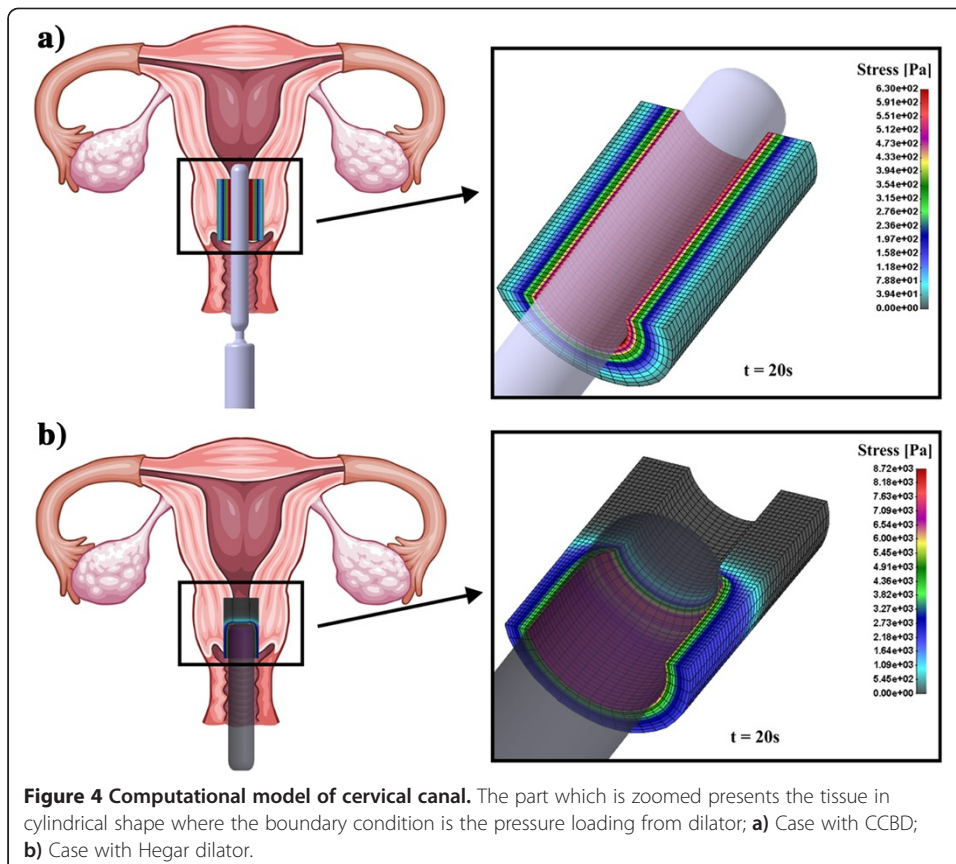 a)
Stress [Pa]
6.30e+02
5.91e+02
5.51e+02
5.12e+02
4.73e+02
4.33e+02
3.94e+02
3.54e+02
3.15e+02
2.76e+02
2.36e+02
1.97e+02
1.58e+02
1.18e+02
7.88e+01
3.94e+01
0.00e+00
t = 20s
b)
Stress [Pa]
8.72e+03
8.18e+03
7.63e+03
7.09e+03
6.54e+03
6.00e+03
5.45e+03
4.91e+03
4.36e+03
3.82e+03
3.27e+03
2.73e+03
2.18e+03
1.64e+03
1.09e+03
5.45e+02
0.00e+00
t = 20s
Figure 4 Computational model of cervical canal. The part which is zoomed presents the tissue in
cylindrical shape where the boundary condition is the pressure loading from dilator; a) Case with CCBD;
b) Case with Hegar dilator.